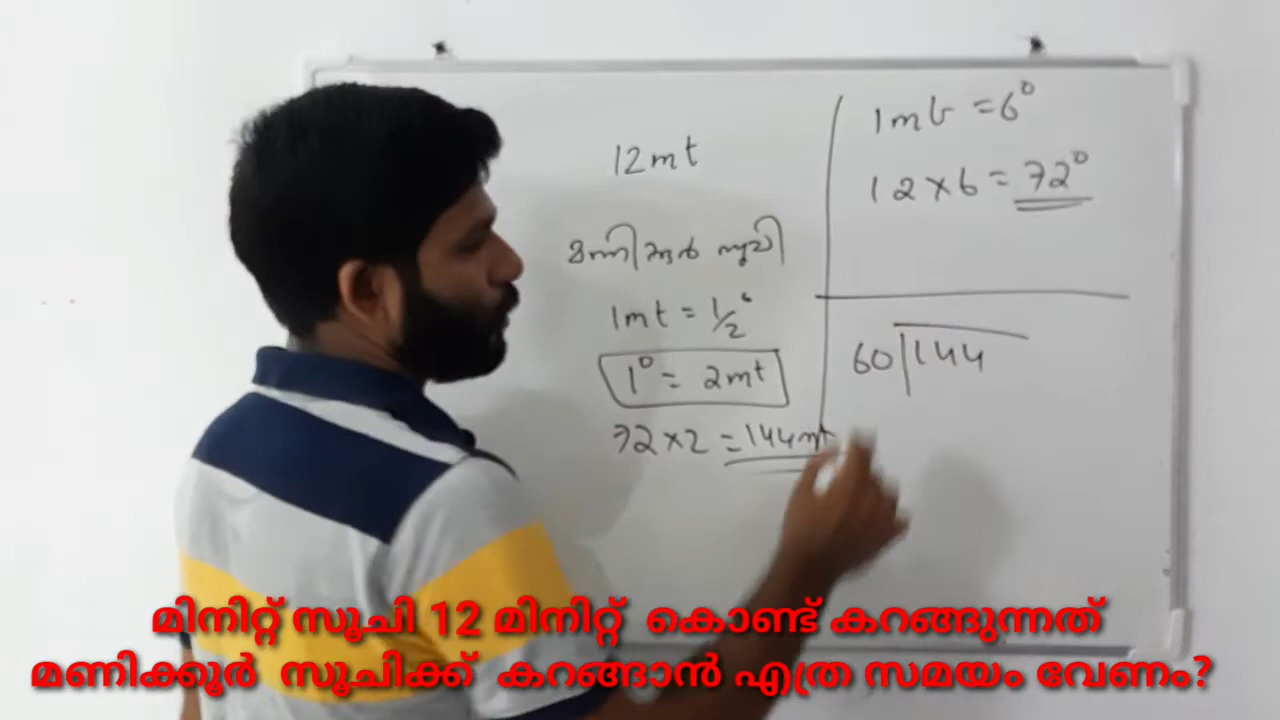 12mt
മണിക്കൂർ സൂചി
1mt = 1/2°
1° = 2mt
72×2 = 144mt
1mt = 6°
12×6 = 72°
60 144
മിനിറ്റ് സൂചി 12 മിനിറ്റ് കൊണ്ട് കറങ്ങുന്നത്
മണിക്കൂർ സൂചിക്ക് കറങ്ങാൻ എത്ര സമയം വേണം?